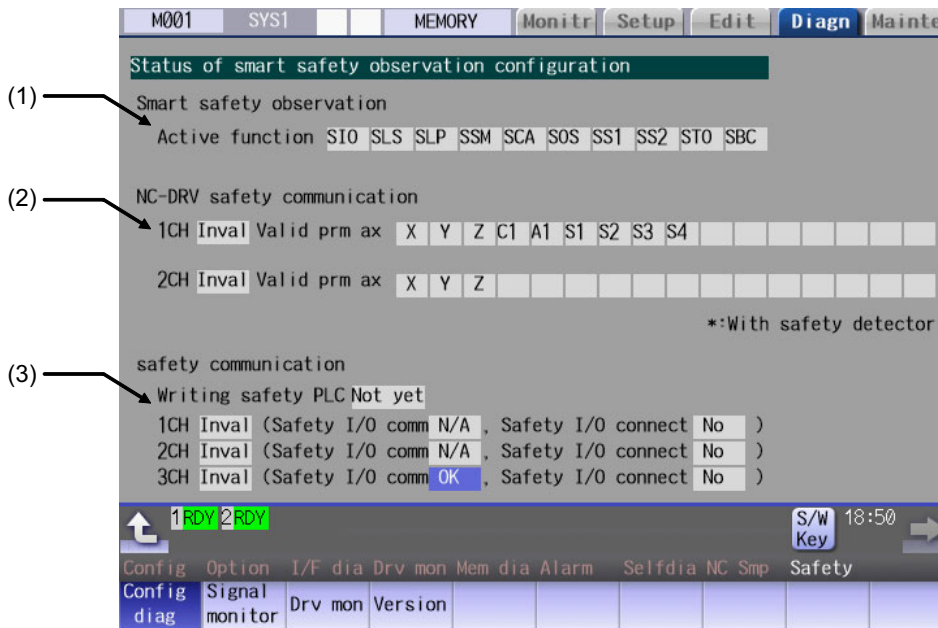 M001 SYS1 MEMORY Monitr Setup Edit Diagn Mainte
Status of smart safety observation configuration
(1)
Smart safety observation
Active function SIO SLS SLP SSM SCA SOS SS1 SS2 STO SBC
(2)
NC-DRV safety communication
1CH Inval Valid prm ax X Y Z C1 A1 S1 S2 S3 S4
2CH Inval Valid prm ax X Y Z
*:With safety detector
(3)
safety communication
Writing safety PLC Not yet
1CH Inval (Safety I/O comm N/A , Safety I/O connect No )
2CH Inval (Safety I/O comm N/A , Safety I/O connect No )
3CH Inval (Safety I/O comm OK , Safety I/O connect No )
1 RDY 2 RDY S/W Key 18:50
Config Option I/F dia Drv mon Mem dia Alarm Selfdia NC Smp Safety
Config diag Signal monitor Drv mon Version